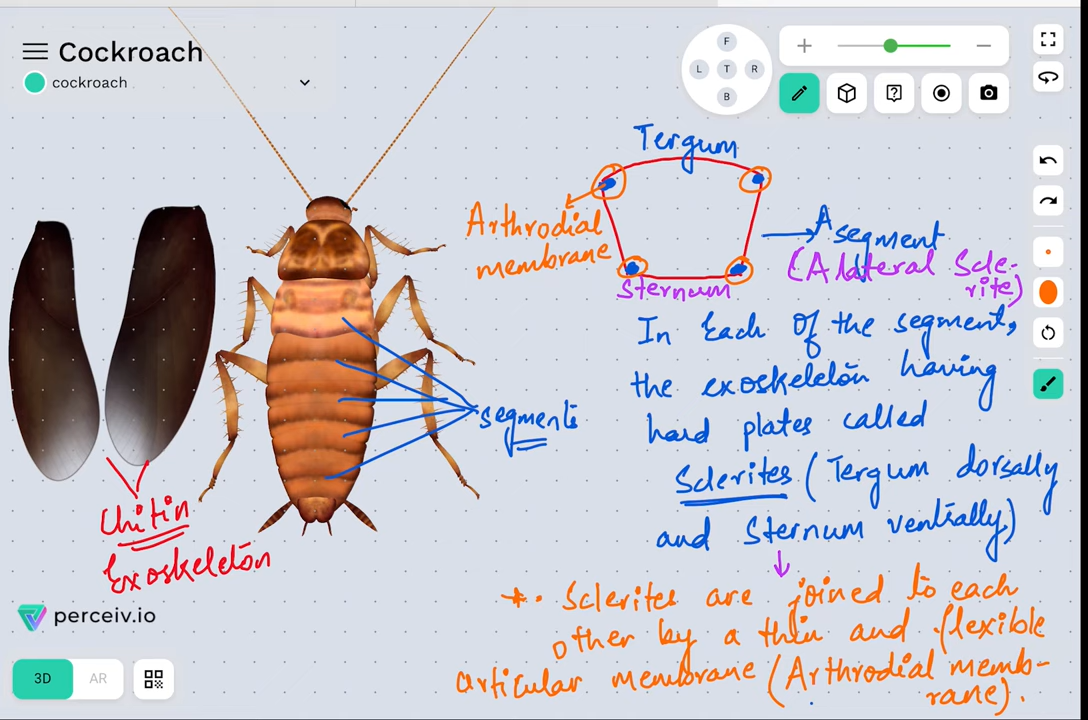 Cockroach
cockroach
F
L T R
B
Tergum
Arthrodial
membrane
Sternum
A segment
(A lateral Scle-
rite)
In Each Of the segment,
the exoskeleton having
hard plates called
Sclerites (Tergum dorsally
and Sternum ventrally)
segments
Chitin
Exoskeleton
*. Sclerites are joined to each
other by a thin and flexible
articular membrane (Arthrodial memb-
rane).
perceiv.io
3D AR